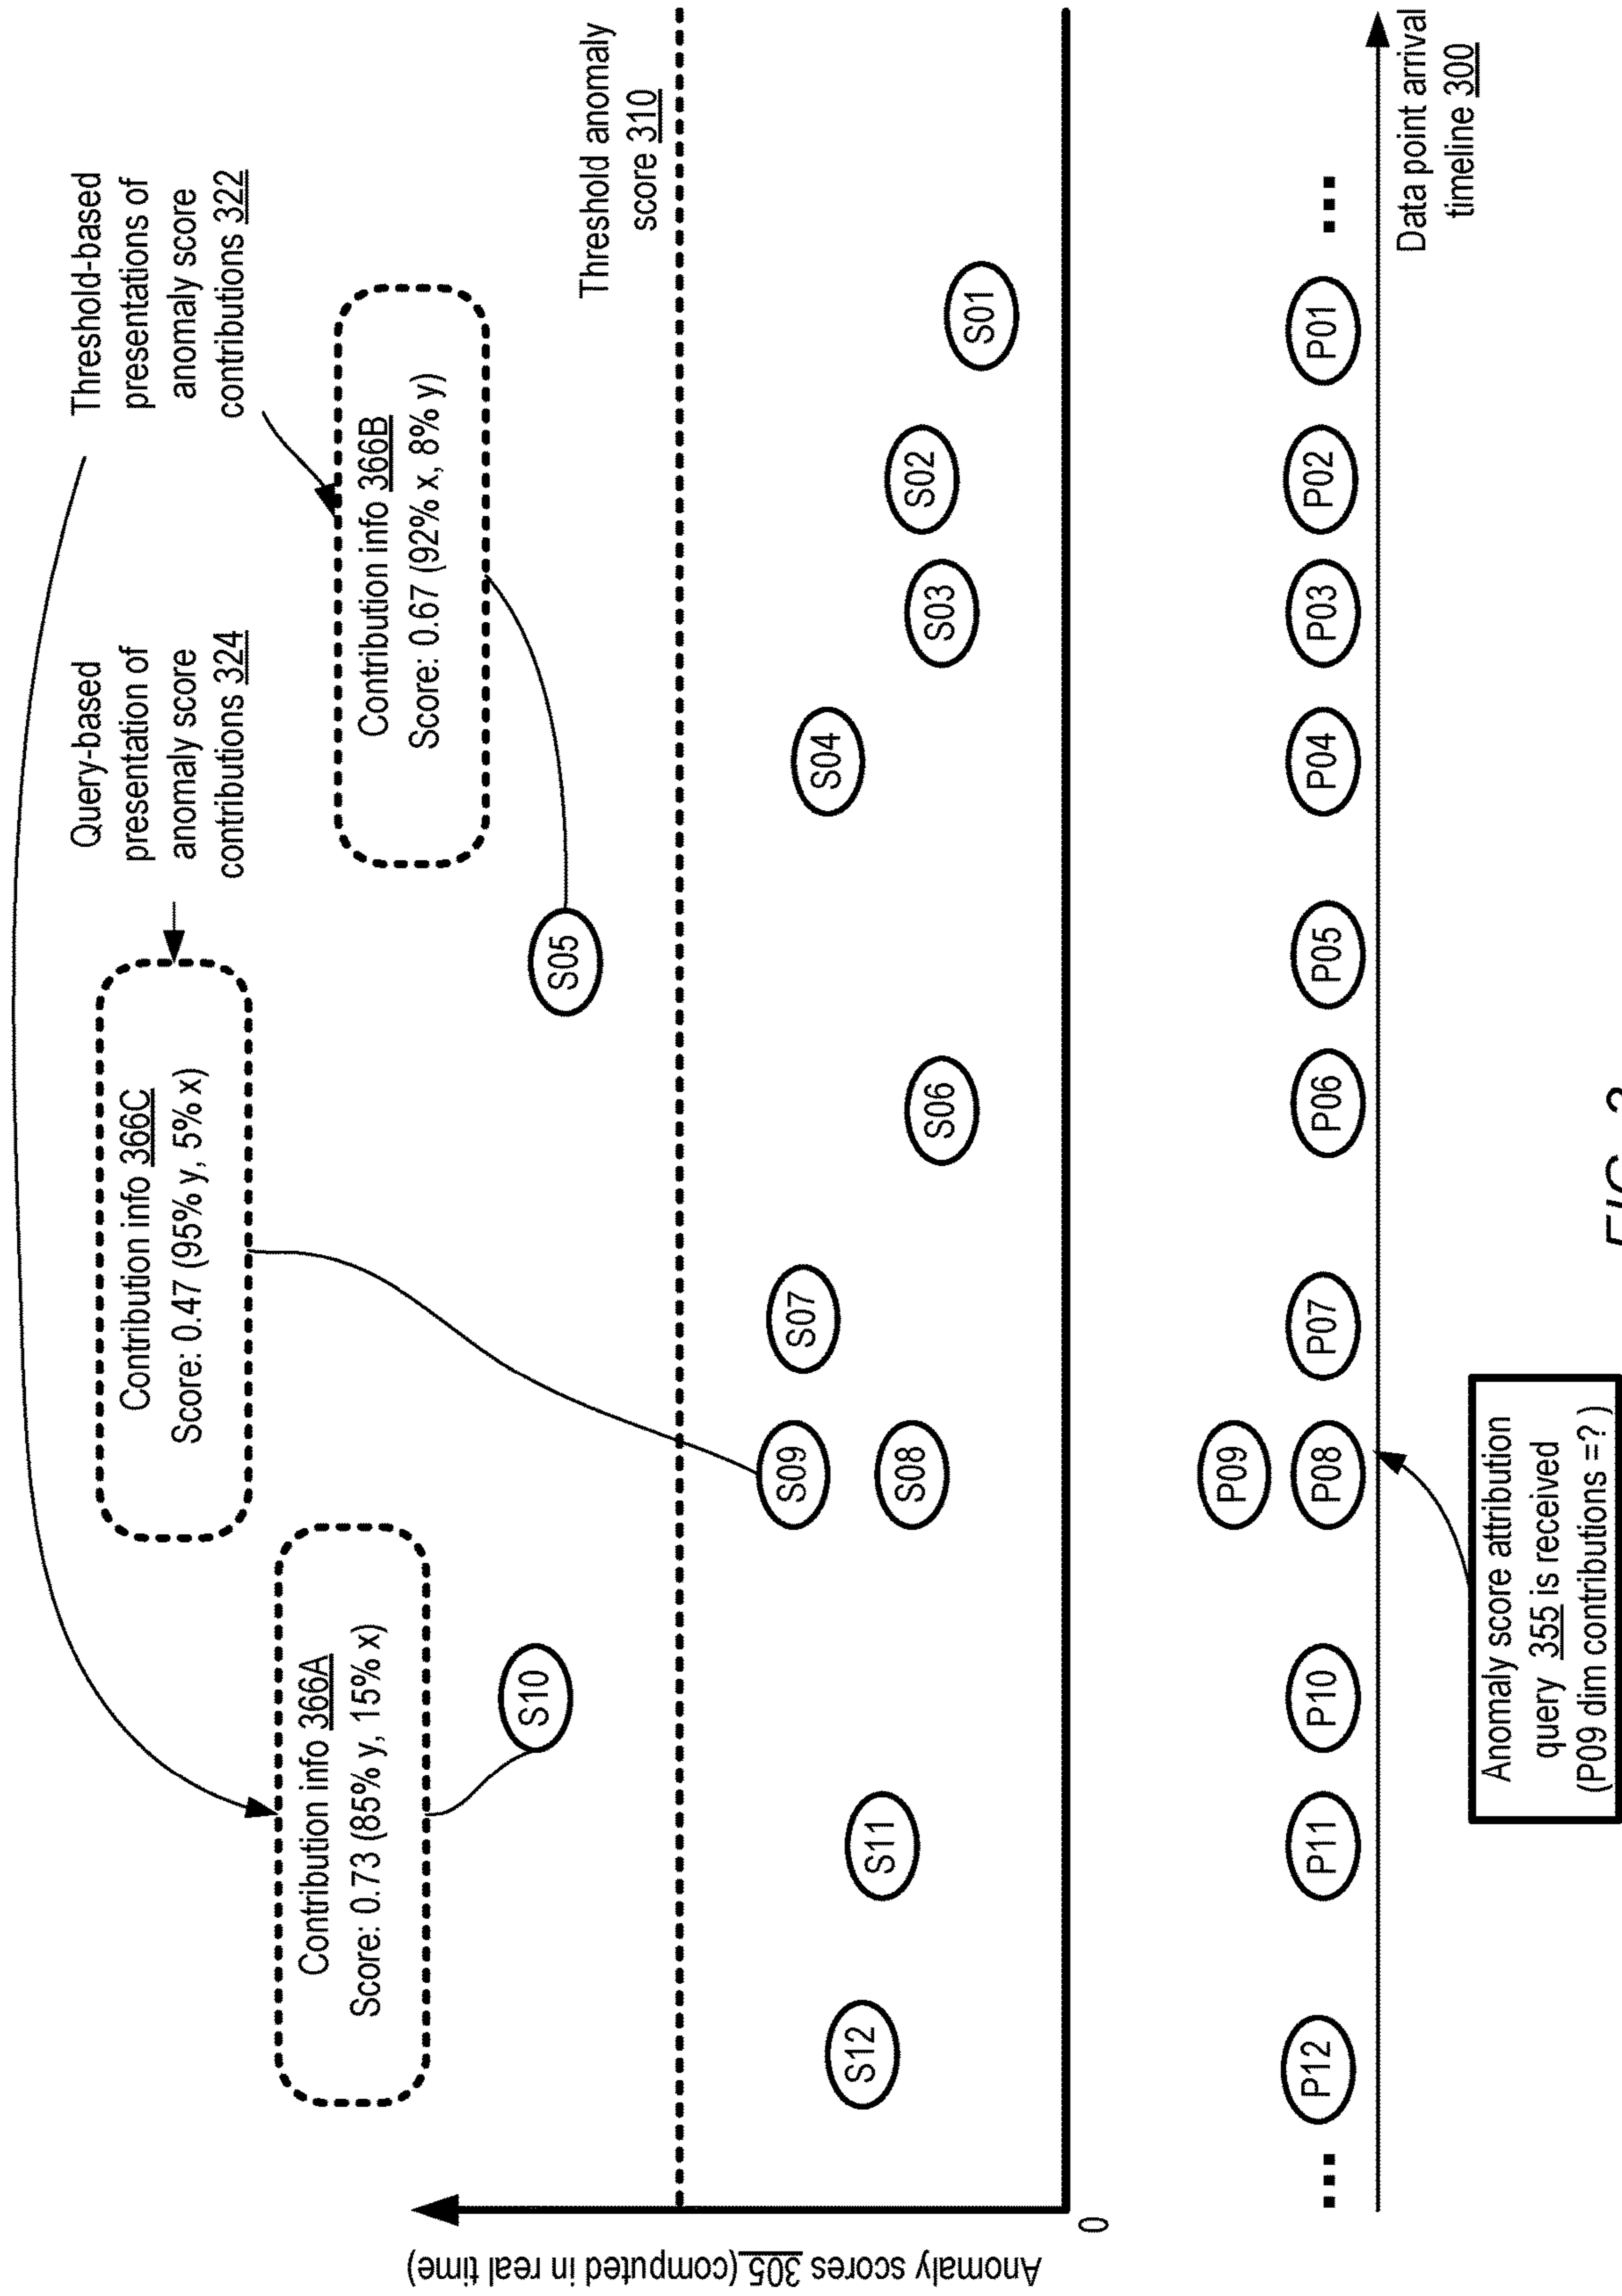 Threshold-based
presentations of
anomaly score
contributions 322
Query-based
presentation of
anomaly score
contributions 324
Contribution info 366C
Score: 0.47 (95% y, 5% x)
Contribution info 366A
Score: 0.73 (85% y, 15% x)
Contribution info 366B
Score: 0.67 (92% x, 8% y)
Threshold anomaly
score 310
Anomaly scores 305 (computed in real time)
S12
S11
S10
S09
S08
S07
S06
S05
S04
S03
S02
S01
0
...
P12
P11
P10
P09
P08
P07
P06
P05
P04
P03
P02
P01
...
Data point arrival
timeline 300
Anomaly score attribution
query 355 is received
(P09 dim contributions =? )
FIG.